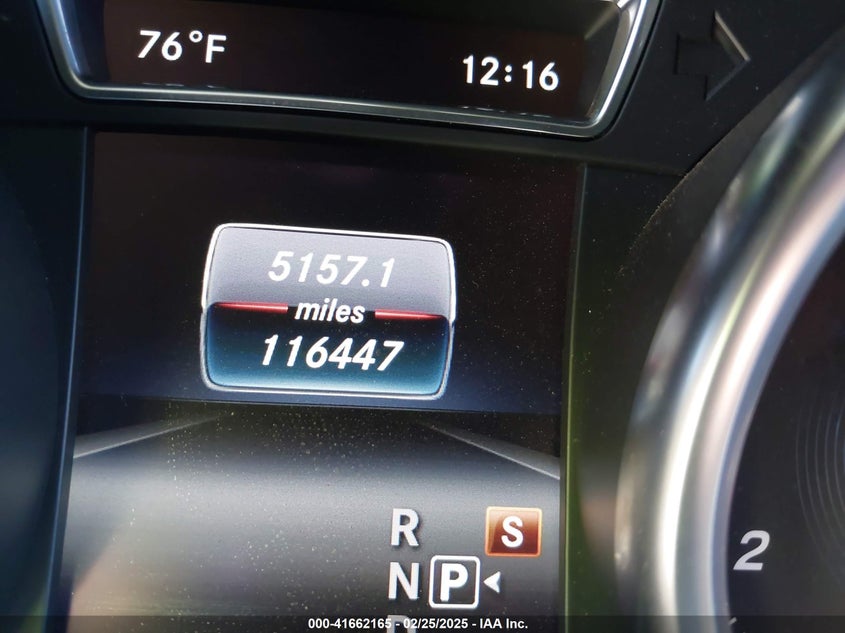 76°F
12:16
5157.1
miles
116447
R
S
N P
D
2
000-41662165 - 02/25/2025 - IAA Inc.